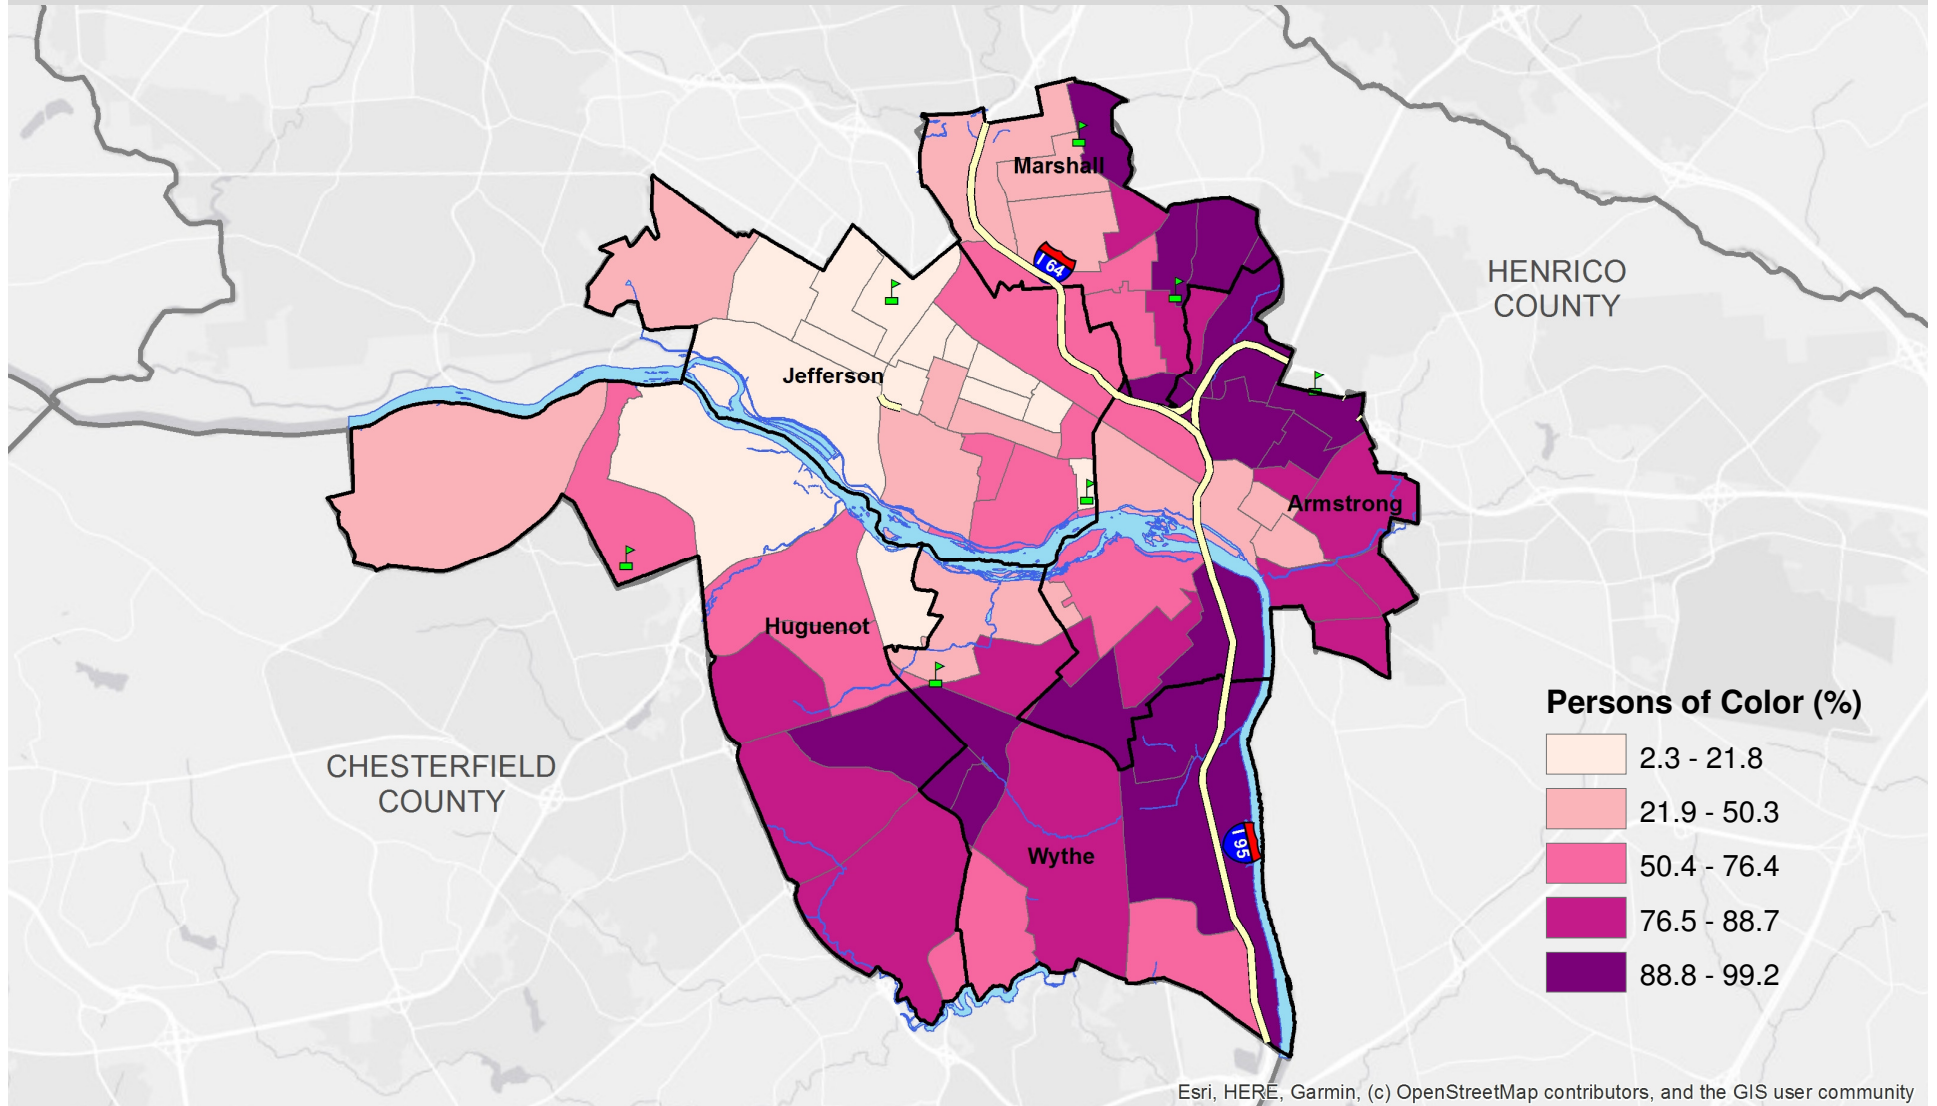 Marshall
I 64
HENRICO
COUNTY
Jefferson
Armstrong
Huguenot
CHESTERFIELD
COUNTY
Wythe
I 95
Persons of Color (%)
2.3 - 21.8
21.9 - 50.3
50.4 - 76.4
76.5 - 88.7
88.8 - 99.2
Esri, HERE, Garmin, (c) OpenStreetMap contributors, and the GIS user community